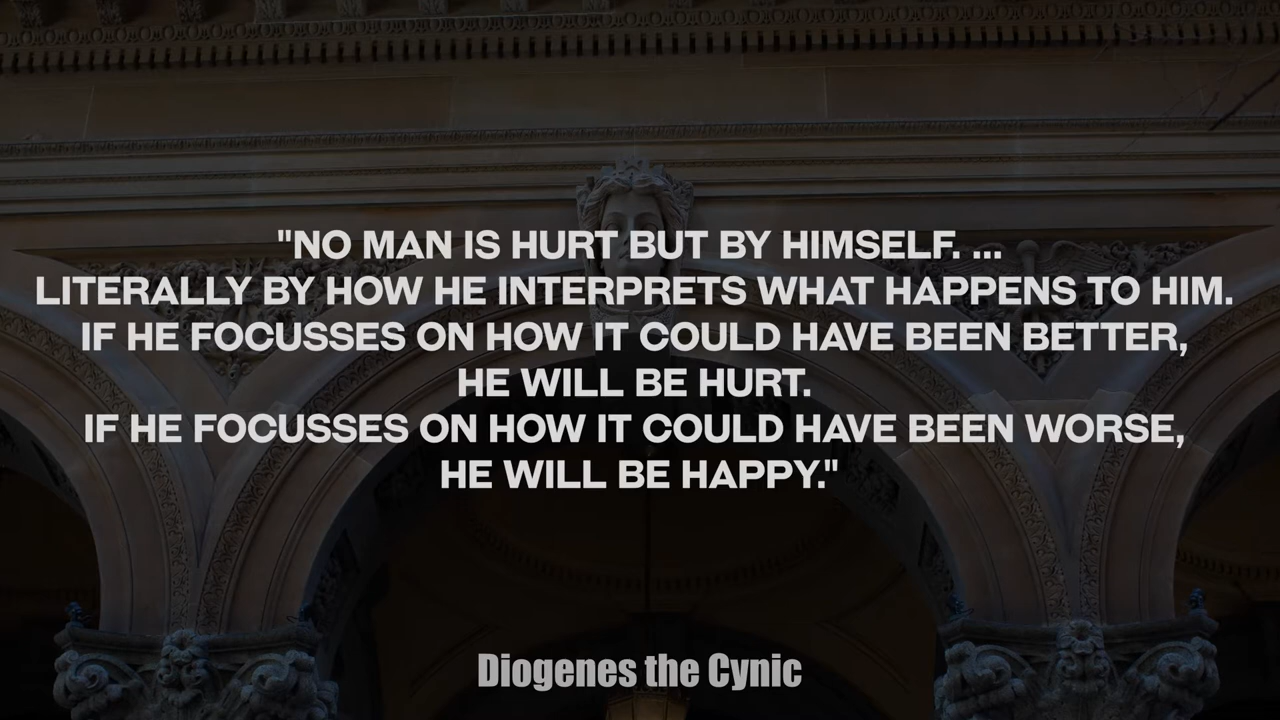 "NO MAN IS HURT BUT BY HIMSELF. ...
LITERALLY BY HOW HE INTERPRETS WHAT HAPPENS TO HIM.
IF HE FOCUSSES ON HOW IT COULD HAVE BEEN BETTER,
HE WILL BE HURT.
IF HE FOCUSSES ON HOW IT COULD HAVE BEEN WORSE,
HE WILL BE HAPPY."
Diogenes the Cynic